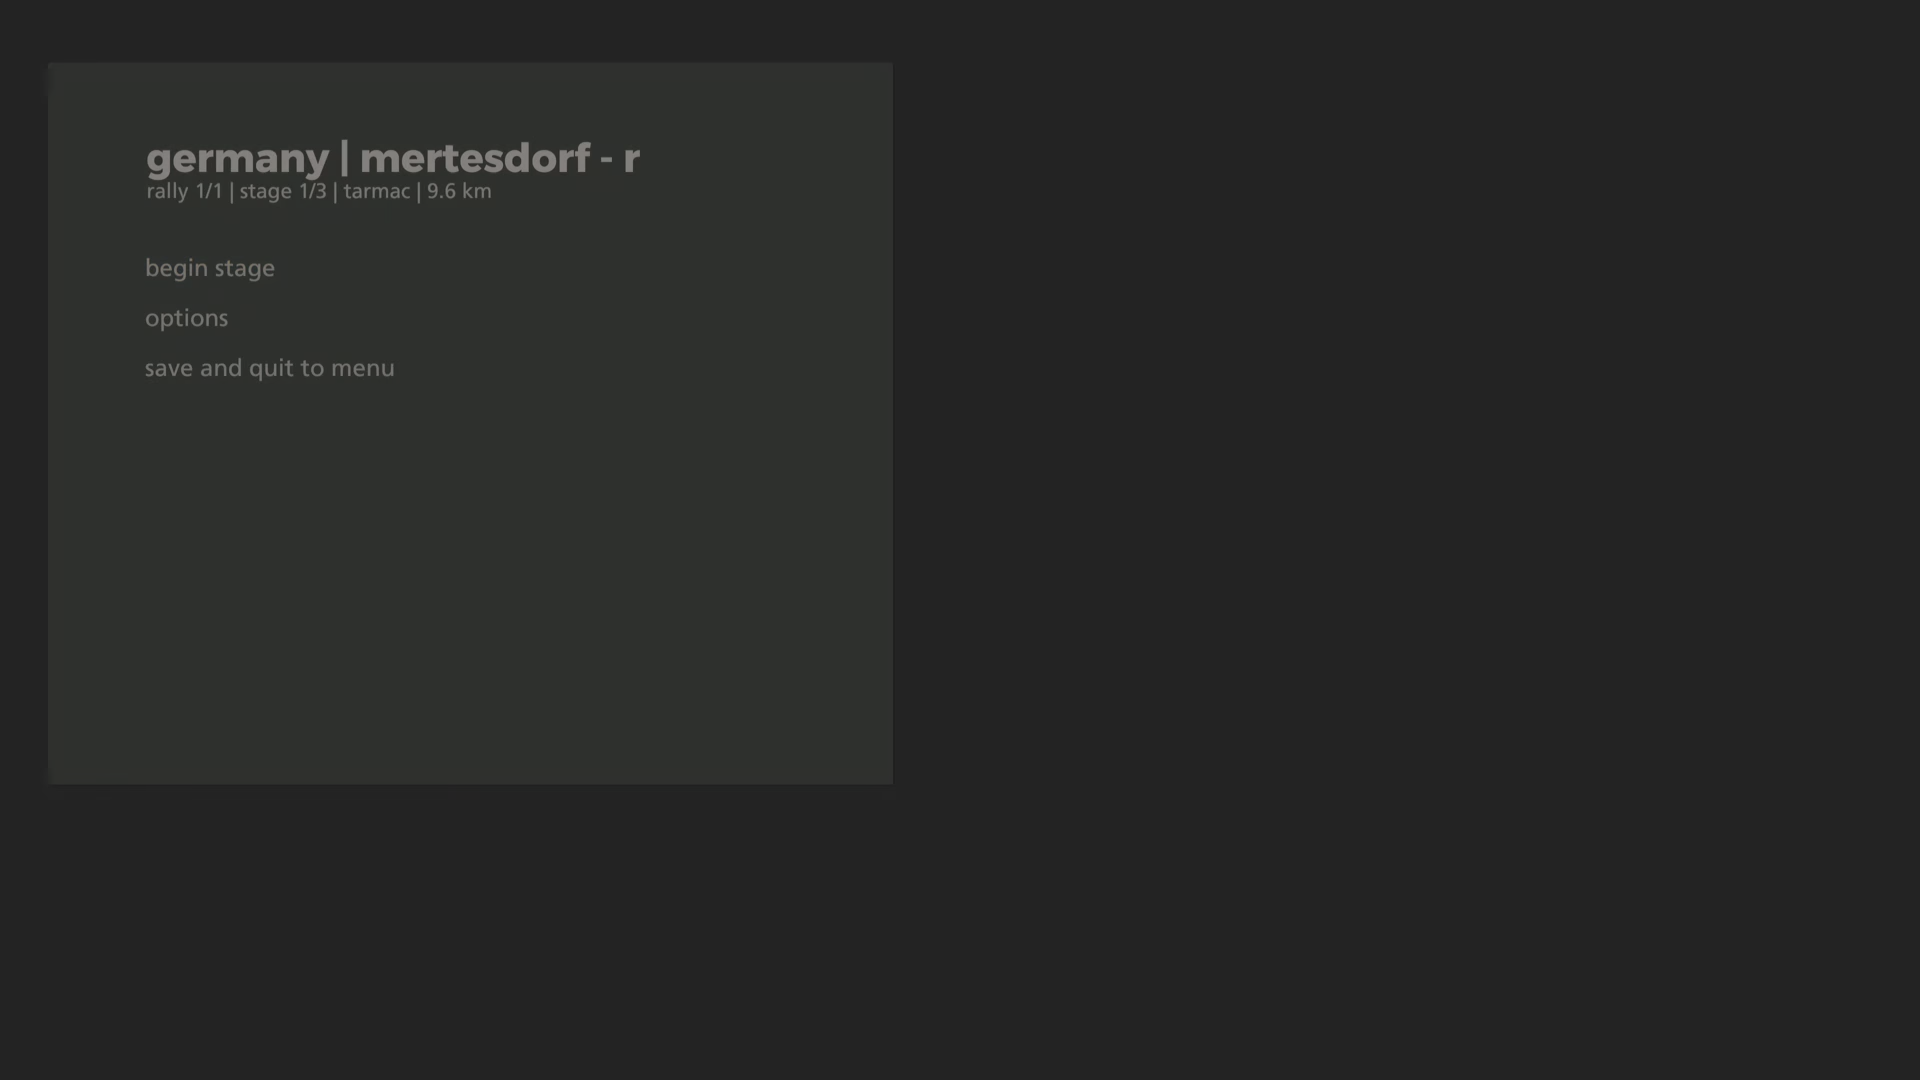 germany | mertesdorf - r
rally 1/1 | stage 1/3 | tarmac | 9.6 km
begin stage
options
save and quit to menu